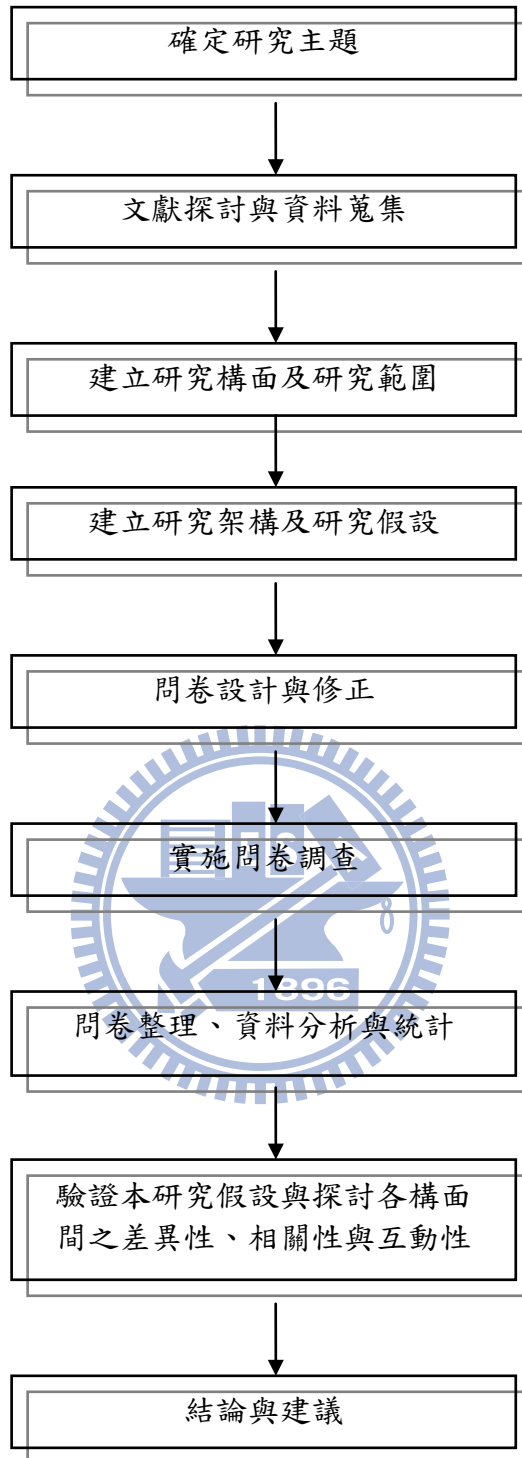 確定研究主題
文獻探討與資料蒐集
建立研究構面及研究範圍
建立研究架構及研究假設
問卷設計與修正
實施問卷調查
1896
問卷整理、資料分析與統計
驗證本研究假設與探討各構面
間之差異性、相關性與互動性
結論與建議